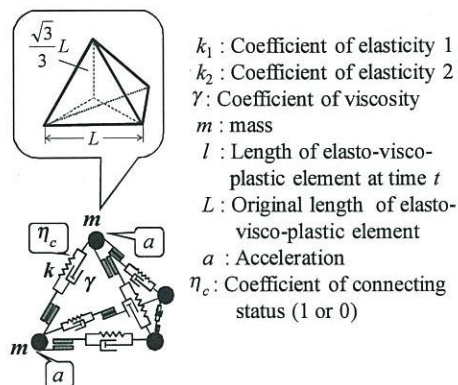 √3/3 L
L
k₁ : Coefficient of elasticity 1
k₂ : Coefficient of elasticity 2
γ : Coefficient of viscosity
m : mass
l : Length of elasto-visco-
plastic element at time t
L : Original length of elasto-
visco-plastic element
a : Acceleration
η_c : Coefficient of connecting
status (1 or 0)
m
η_c
a
k
γ
m
a